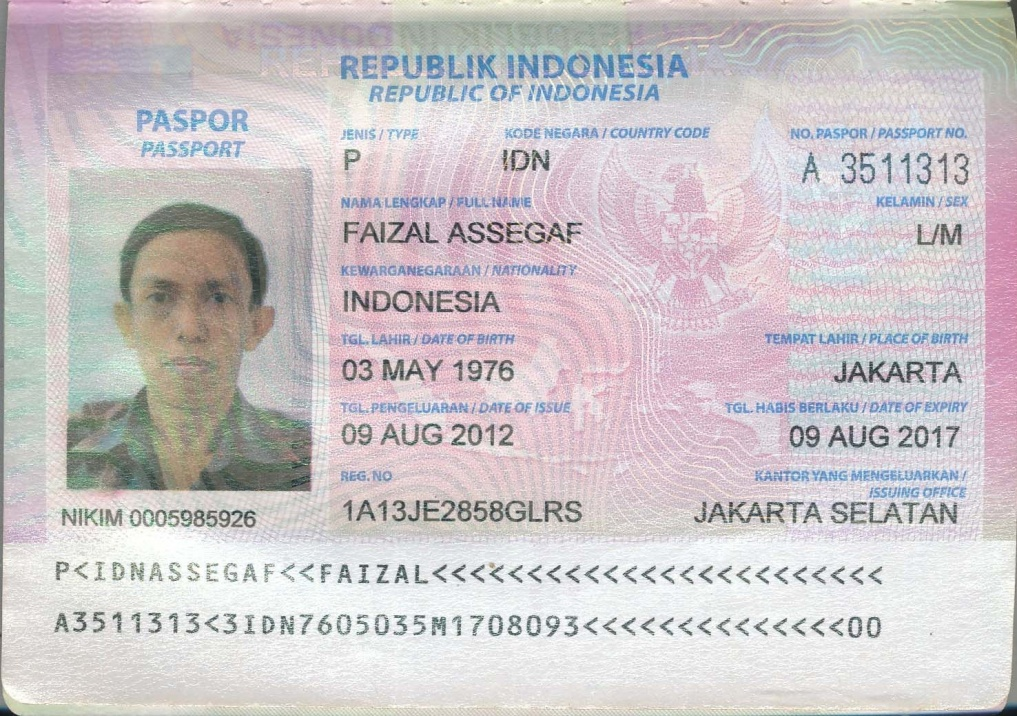 REPUBLIK INDONESIA
REPUBLIC OF INDONESIA
PASPOR
PASSPORT
JENIS / TYPE KODE NEGARA / COUNTRY CODE NO. PASPOR / PASSPORT NO.
P IDN A 3511313
NAMA LENGKAP / FULL NAME KELAMIN / SEX
FAIZAL ASSEGAF L/M
KEWARGANEGARAAN / NATIONALITY
INDONESIA
TGL. LAHIR / DATE OF BIRTH TEMPAT LAHIR / PLACE OF BIRTH
03 MAY 1976 JAKARTA
TGL. PENGELUARAN / DATE OF ISSUE TGL. HABIS BERLAKU / DATE OF EXPIRY
09 AUG 2012 09 AUG 2017
REG. NO KANTOR YANG MENGELUARKAN /
ISSUING OFFICE
1A13JE2858GLRS JAKARTA SELATAN
NIKIM 0005985926
P<IDNASSEGAF<<FAIZAL<<<<<<<<<<<<<<<<<<<<<<<<
A3511313<3IDN7605035M1708093<<<<<<<<<<<<<<00